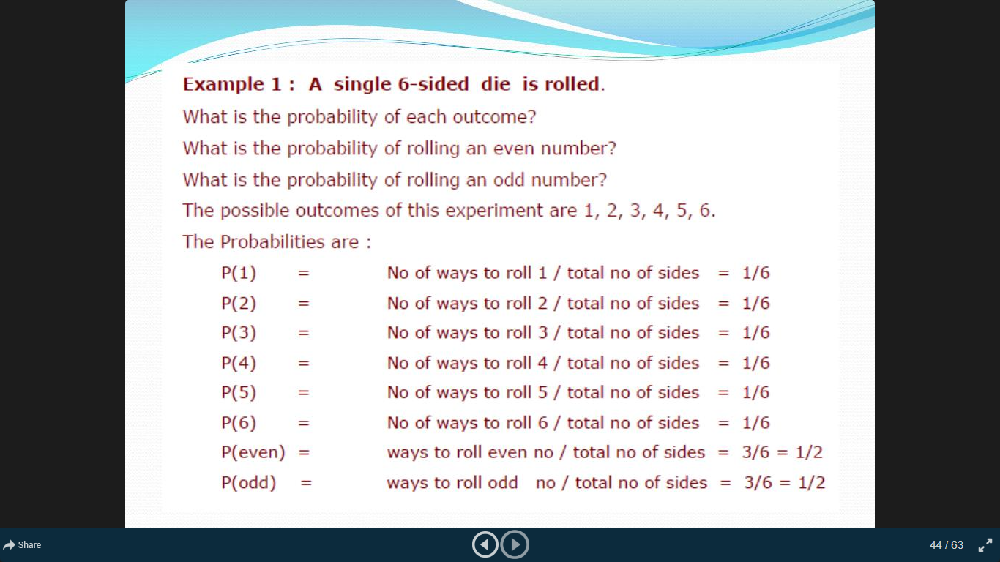 Example 1 : A single 6-sided die is rolled.
What is the probability of each outcome?
What is the probability of rolling an even number?
What is the probability of rolling an odd number?
The possible outcomes of this experiment are 1, 2, 3, 4, 5, 6.
The Probabilities are :
P(1) = No of ways to roll 1 / total no of sides = 1/6
P(2) = No of ways to roll 2 / total no of sides = 1/6
P(3) = No of ways to roll 3 / total no of sides = 1/6
P(4) = No of ways to roll 4 / total no of sides = 1/6
P(5) = No of ways to roll 5 / total no of sides = 1/6
P(6) = No of ways to roll 6 / total no of sides = 1/6
P(even) = ways to roll even no / total no of sides = 3/6 = 1/2
P(odd) = ways to roll odd no / total no of sides = 3/6 = 1/2
Share 44 / 63